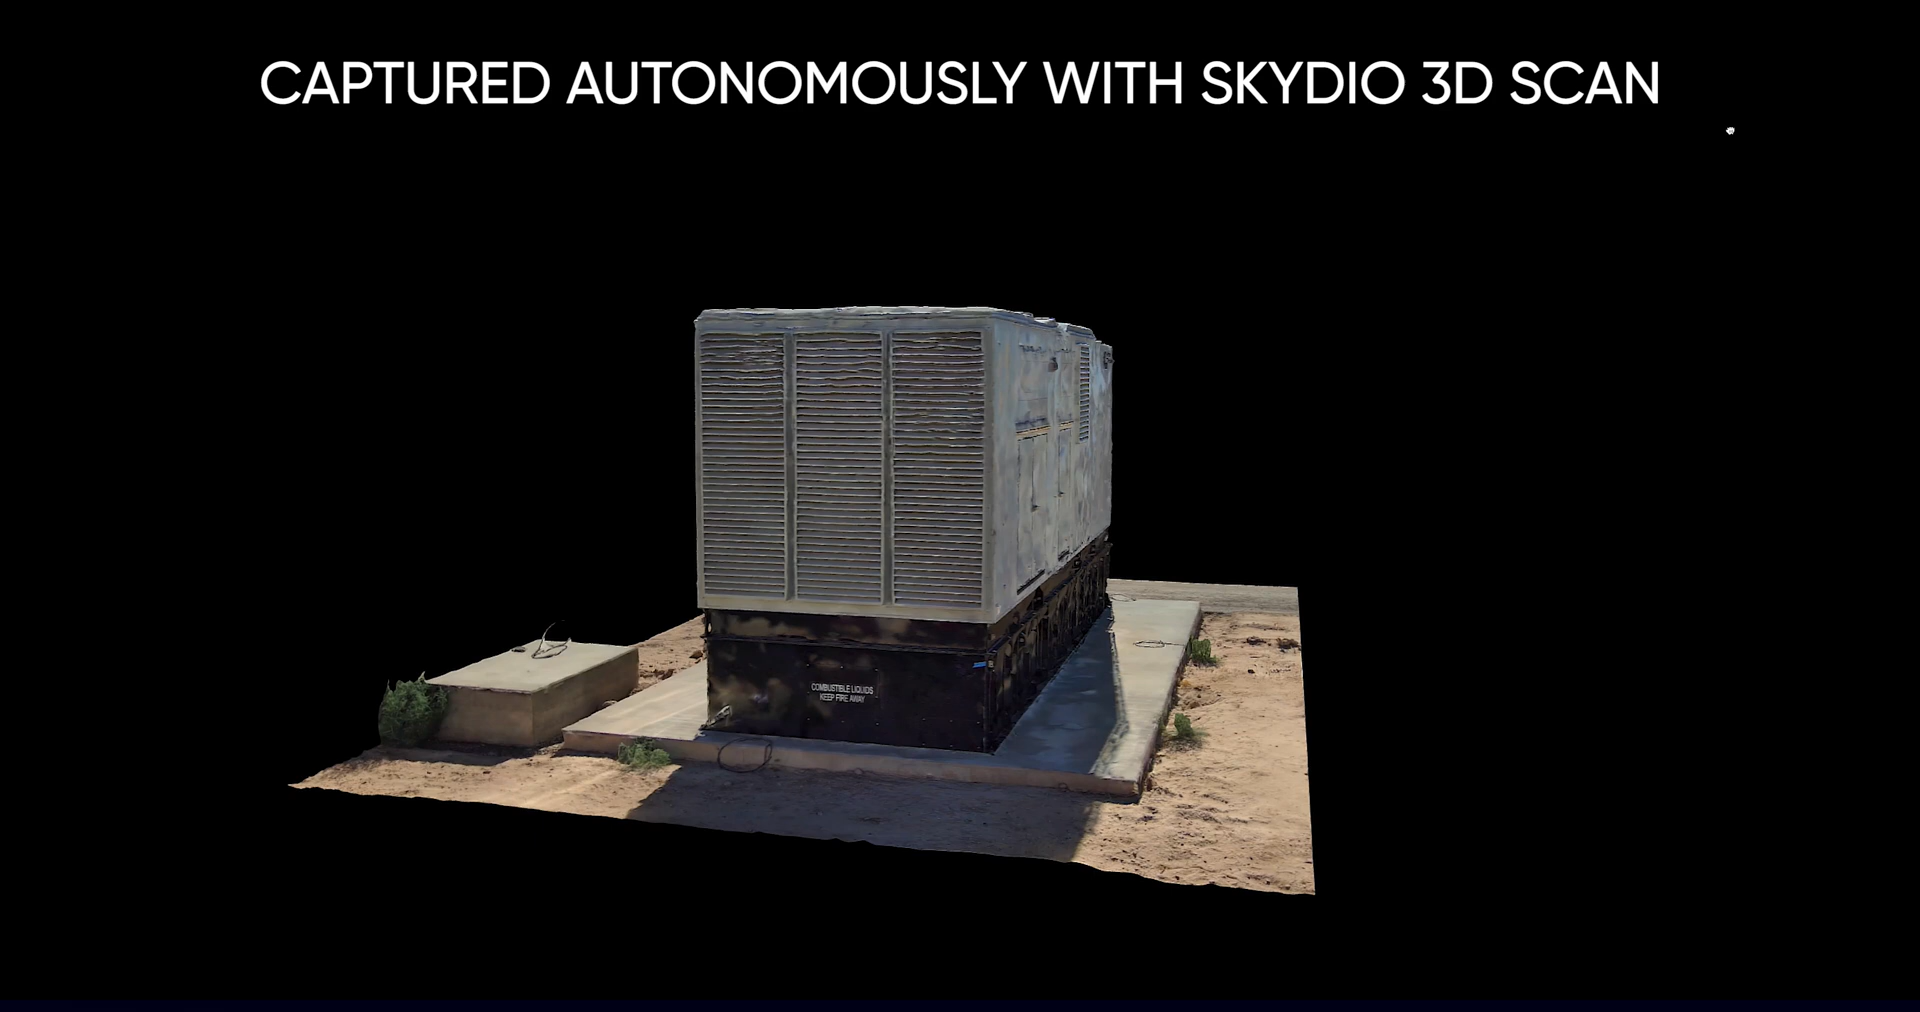 CAPTURED AUTONOMOUSLY WITH SKYDIO 3D SCAN
COMBUSTIBLE LIQUIDS
KEEP FIRE AWAY